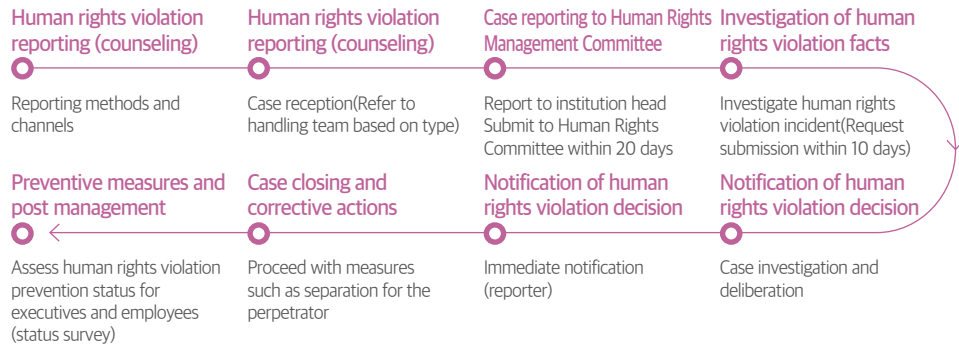 Human rights violation
reporting (counseling)
Reporting methods and
channels
Human rights violation
reporting (counseling)
Case reception(Refer to
handling team based on type)
Case reporting to Human Rights
Management Committee
Report to institution head
Submit to Human Rights
Committee within 20 days
Investigation of human
rights violation facts
Investigate human rights
violation incident(Request
submission within 10 days)
Notification of human
rights violation decision
Case investigation and
deliberation
Notification of human
rights violation decision
Immediate notification
(reporter)
Case closing and
corrective actions
Proceed with measures
such as separation for the
perpetrator
Preventive measures and
post management
Assess human rights violation
prevention status for
executives and employees
(status survey)